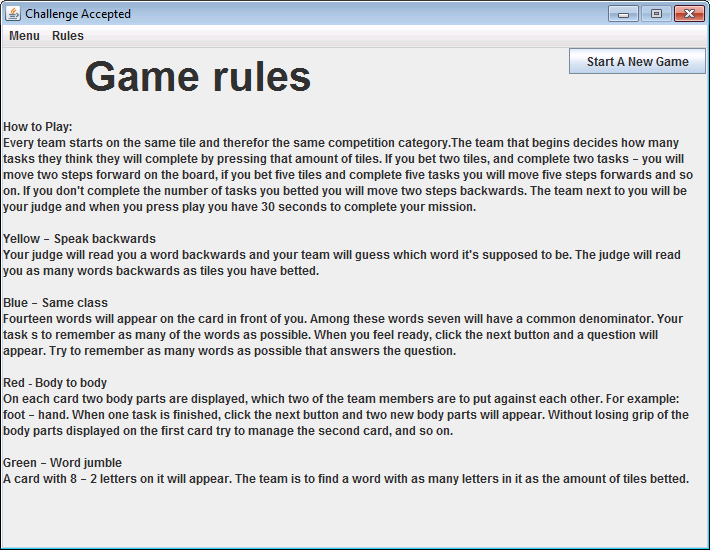 Challenge Accepted
Menu Rules
Start A New Game
Game rules
How to Play:
Every team starts on the same tile and therefor the same competition category.The team that begins decides how many
tasks they think they will complete by pressing that amount of tiles. If you bet two tiles, and complete two tasks – you will
move two steps forward on the board, if you bet five tiles and complete five tasks you will move five steps forwards and so
on. If you don't complete the number of tasks you betted you will move two steps backwards. The team next to you will be
your judge and when you press play you have 30 seconds to complete your mission.
Yellow – Speak backwards
Your judge will read you a word backwards and your team will guess which word it's supposed to be. The judge will read
you as many words backwards as tiles you have betted.
Blue – Same class
Fourteen words will appear on the card in front of you. Among these words seven will have a common denominator. Your
task s to remember as many of the words as possible. When you feel ready, click the next button and a question will
appear. Try to remember as many words as possible that answers the question.
Red - Body to body
On each card two body parts are displayed, which two of the team members are to put against each other. For example:
foot – hand. When one task is finished, click the next button and two new body parts will appear. Without losing grip of the
body parts displayed on the first card try to manage the second card, and so on.
Green – Word jumble
A card with 8 – 2 letters on it will appear. The team is to find a word with as many letters in it as the amount of tiles betted.